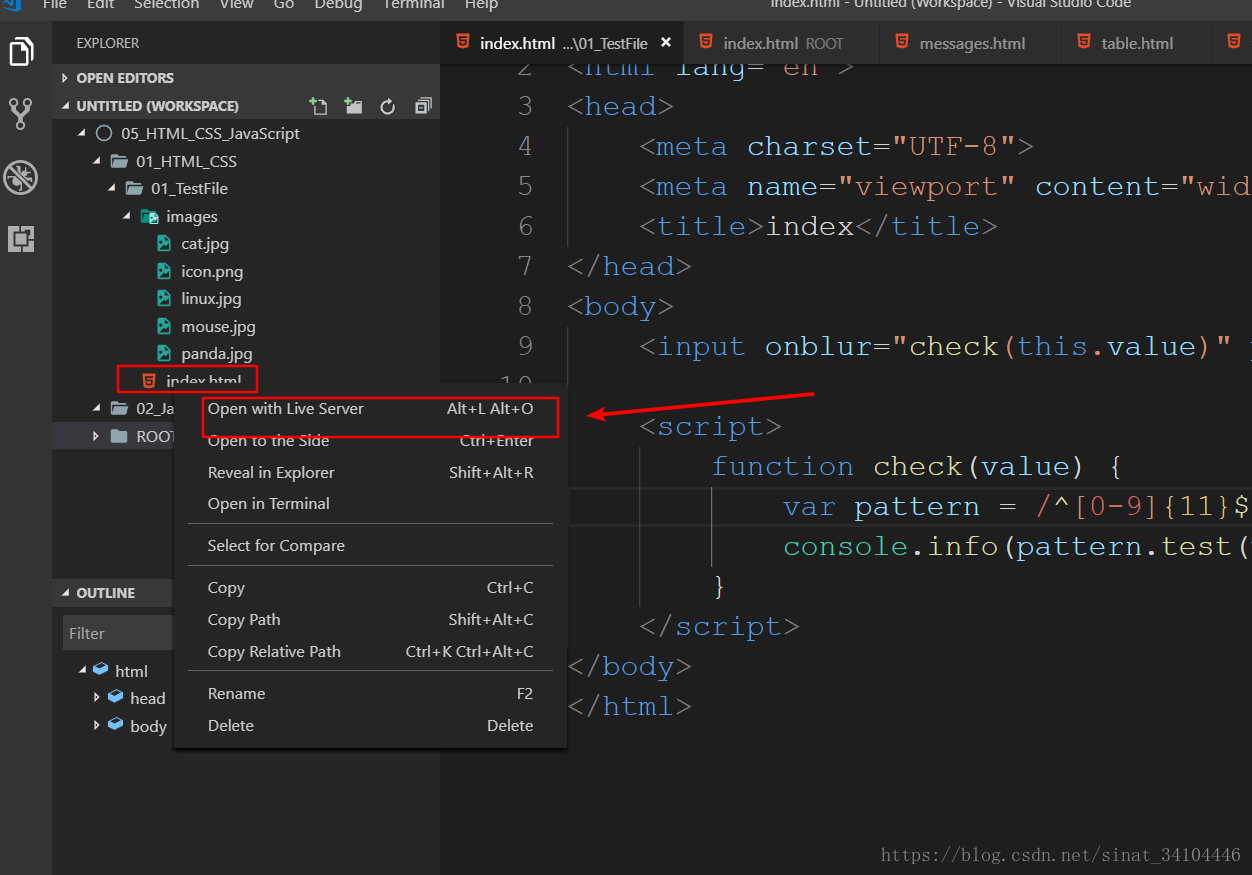 File Edit Selection View Go Debug Terminal Help
index.html - Untitled (Workspace) - Visual Studio Code
EXPLORER
index.html ...\01_TestFile ×
index.html ROOT
messages.html
table.html
OPEN EDITORS
UNTITLED (WORKSPACE)
05_HTML_CSS_JavaScript
01_HTML_CSS
01_TestFile
images
cat.jpg
icon.png
linux.jpg
mouse.jpg
panda.jpg
index.html
02_Ja
ROOT
Open with Live Server Alt+L Alt+O
Open to the Side Ctrl+Enter
Reveal in Explorer Shift+Alt+R
Open in Terminal
Select for Compare
Copy Ctrl+C
Copy Path Shift+Alt+C
Copy Relative Path Ctrl+K Ctrl+Alt+C
Rename F2
Delete Delete
OUTLINE
Filter
html
head
body
2 <html lang="en">
3 <head>
4 <meta charset="UTF-8">
5 <meta name="viewport" content="wid
6 <title>index</title>
7 </head>
8 <body>
9 <input onblur="check(this.value)"
10
<script>
function check(value) {
var pattern = /^[0-9]{11}$
console.info(pattern.test(
}
</script>
</body>
</html>
https://blog.csdn.net/sinat_34104446